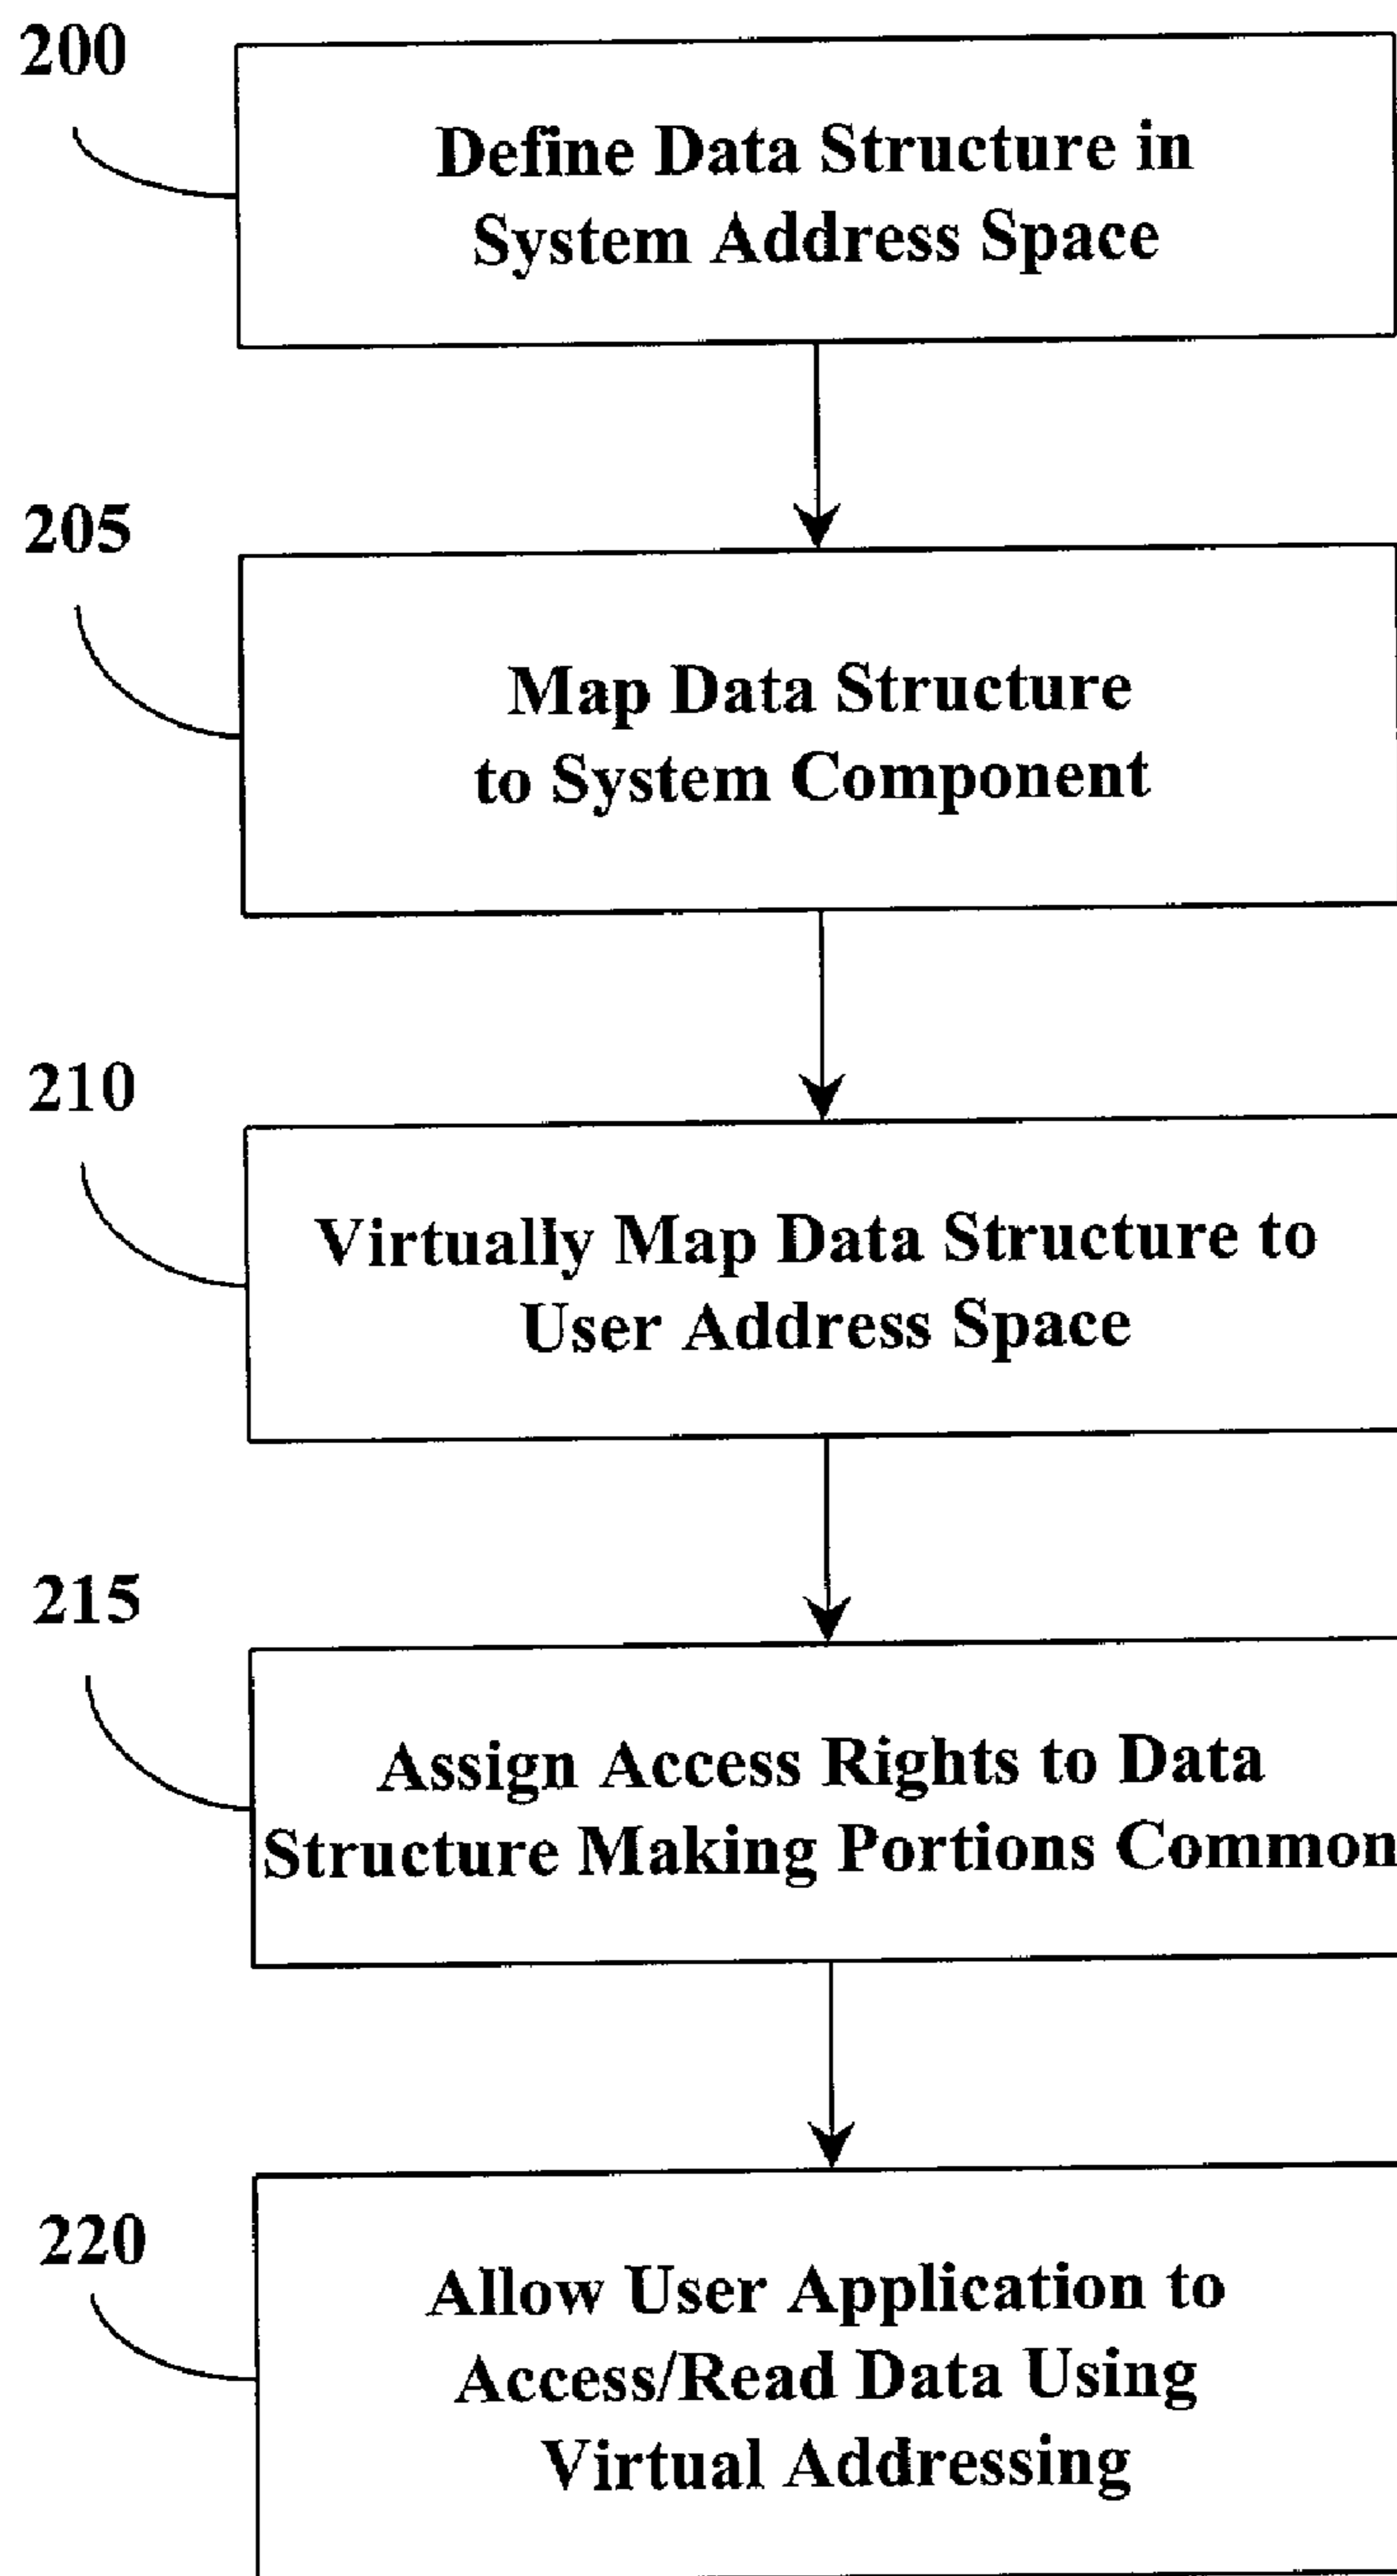 200
Define Data Structure in
System Address Space
205
Map Data Structure
to System Component
210
Virtually Map Data Structure to
User Address Space
215
Assign Access Rights to Data
Structure Making Portions Common
220
Allow User Application to
Access/Read Data Using
Virtual Addressing